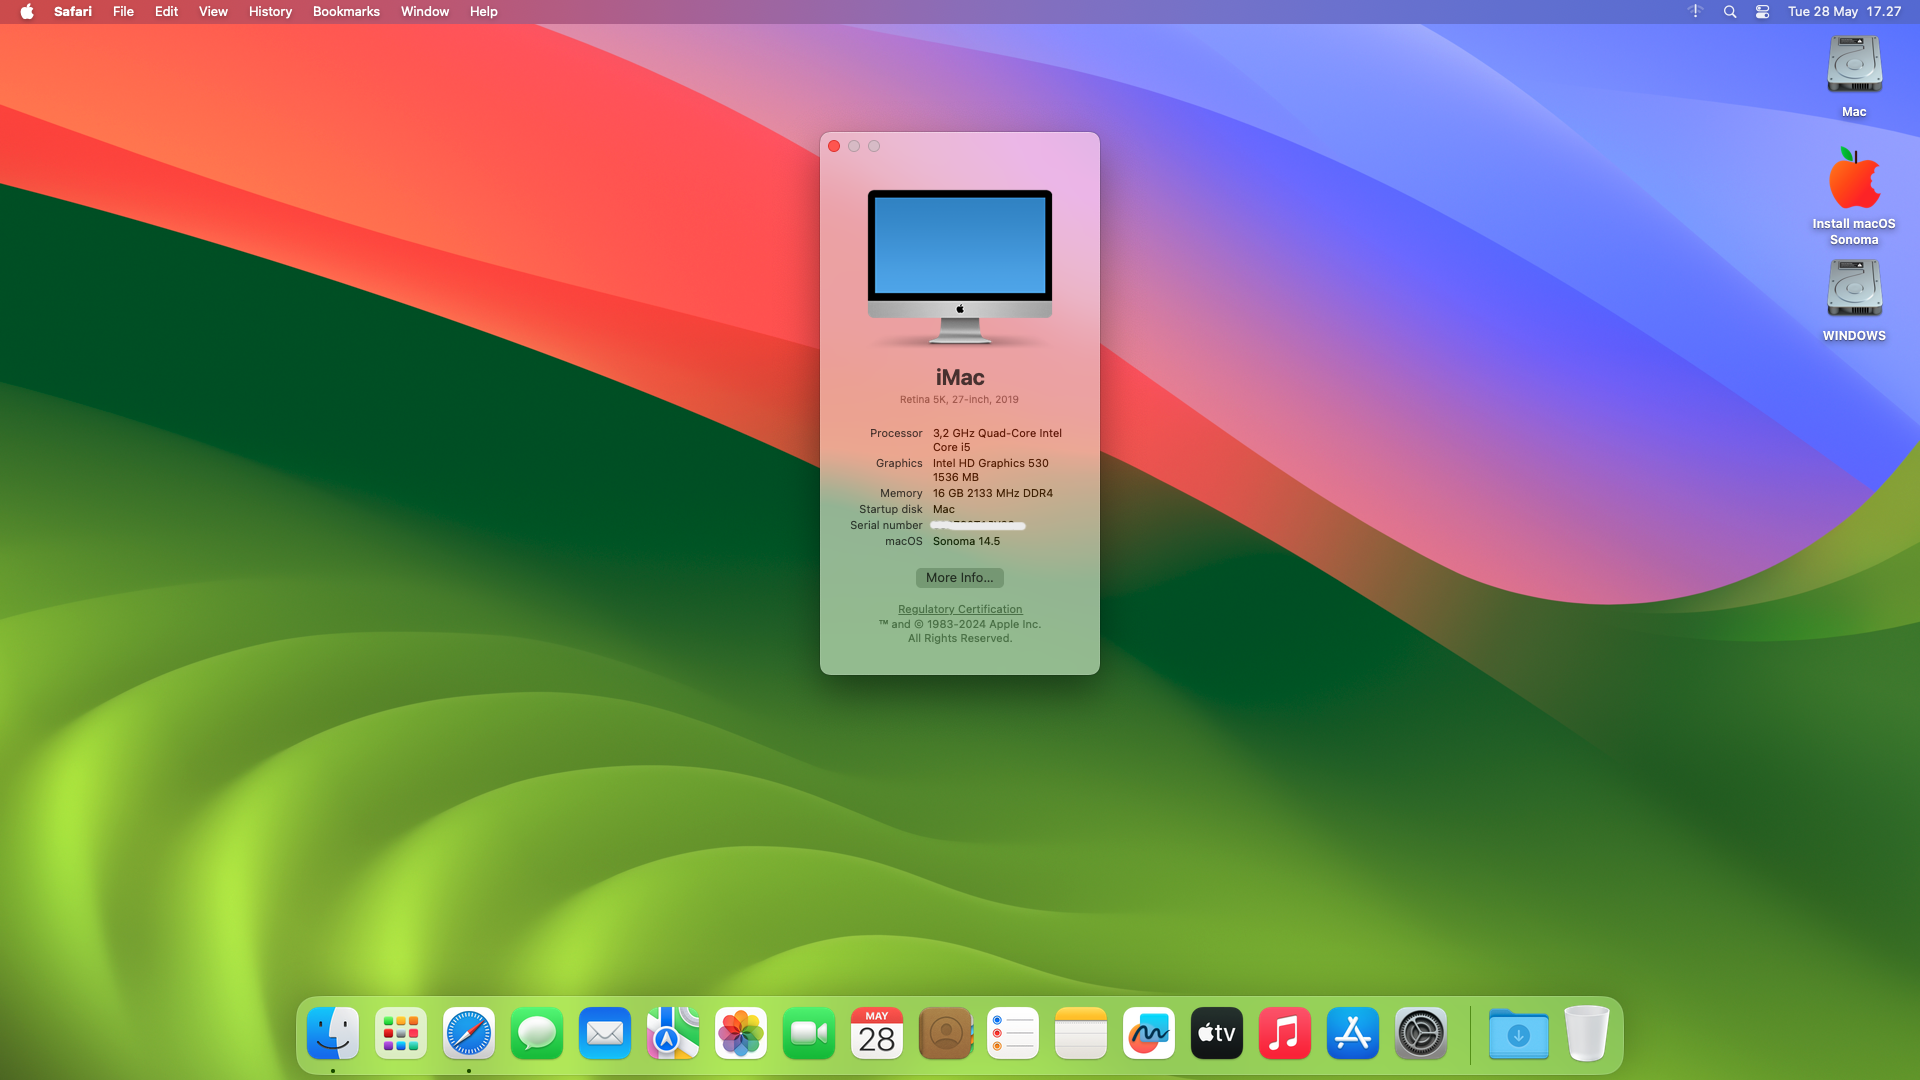 Safari File Edit View History Bookmarks Window Help Tue 28 May 17.27
Mac
Install macOS
Sonoma
WINDOWS
iMac
Retina 5K, 27-inch, 2019
Processor 3,2 GHz Quad-Core Intel
Core i5
Graphics Intel HD Graphics 530
1536 MB
Memory 16 GB 2133 MHz DDR4
Startup disk Mac
Serial number
macOS Sonoma 14.5
More Info...
Regulatory Certification
™ and © 1983-2024 Apple Inc.
All Rights Reserved.
MAY
28
tv